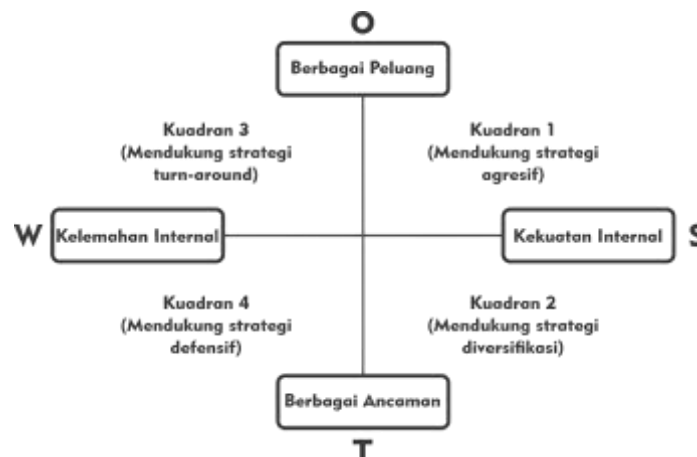 O
Berbagai Peluang
Kuadran 3
(Mendukung strategi
turn-around)
Kuadran 1
(Mendukung strategi
agresif)
W
Kelemahan Internal
Kekuatan Internal
S
Kuadran 4
(Mendukung strategi
defensif)
Kuadran 2
(Mendukung strategi
diversifikasi)
Berbagai Ancaman
T